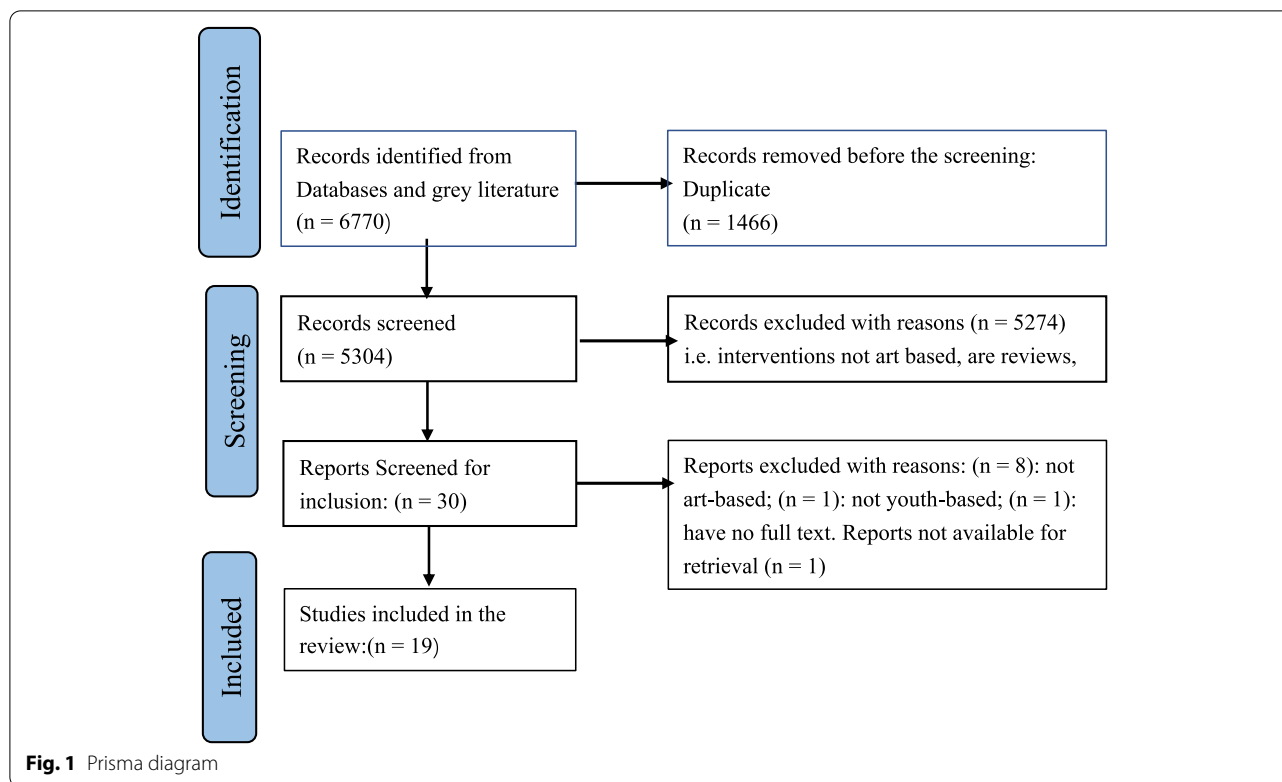 Identification
Records identified from
Databases and grey literature
(n = 6770)
Records removed before the screening:
Duplicate
(n = 1466)
Screening
Records screened
(n = 5304)
Records excluded with reasons (n = 5274)
i.e. interventions not art based, are reviews,
Reports Screened for
inclusion: (n = 30)
Reports excluded with reasons: (n = 8): not
art-based; (n = 1): not youth-based; (n = 1):
have no full text. Reports not available for
retrieval (n = 1)
Included
Studies included in the
review:(n = 19)
Fig. 1 Prisma diagram